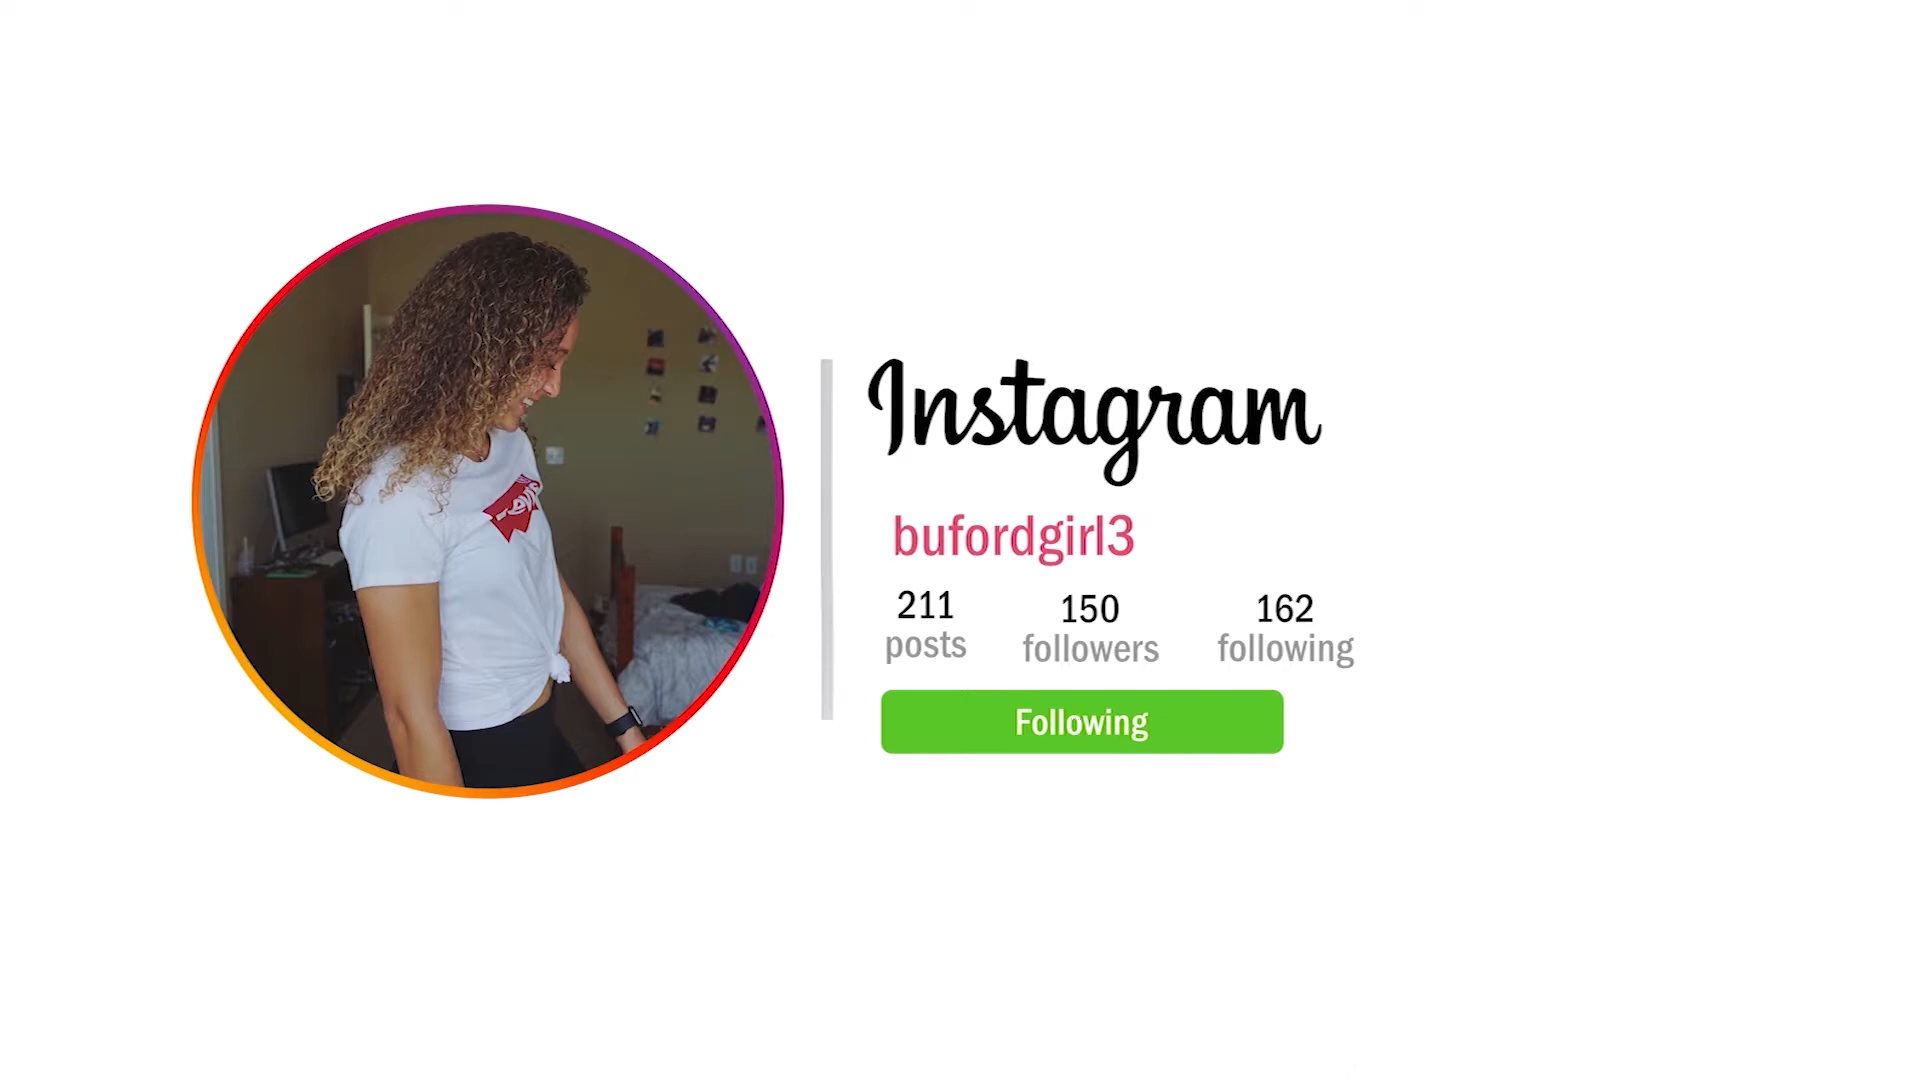 Instagram
bufordgirl3
211 150 162
posts followers following
Following